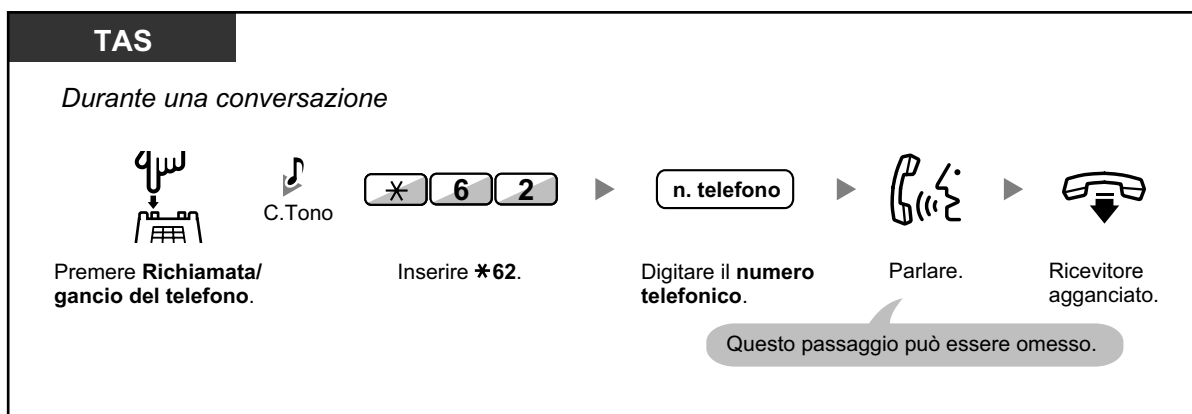 TAS
Durante una conversazione
C.Tono
* 6 2
n. telefono
Premere Richiamata/
gancio del telefono.
Inserire *62.
Digitare il numero
telefonico.
Parlare.
Ricevitore
agganciato.
Questo passaggio può essere omesso.